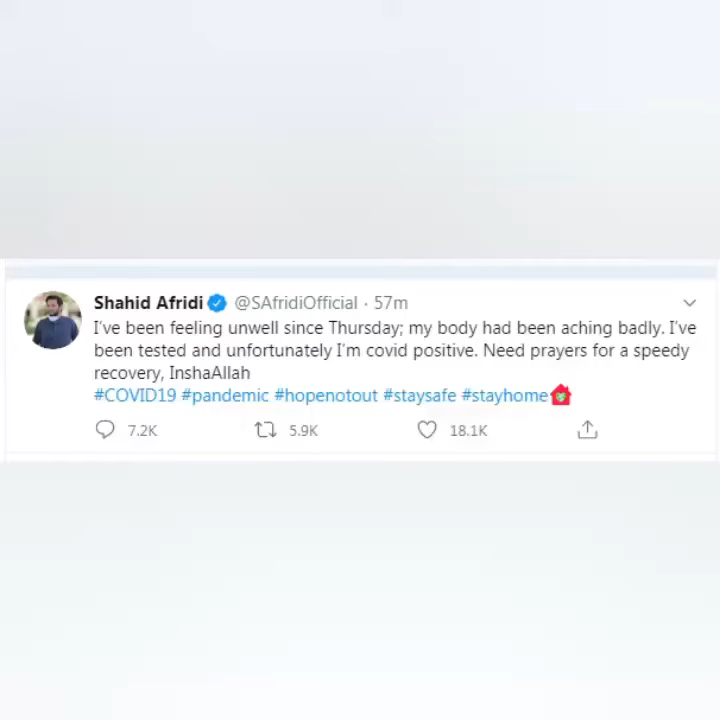 Shahid Afridi @SAfridiOfficial · 57m
I've been feeling unwell since Thursday; my body had been aching badly. I've
been tested and unfortunately I'm covid positive. Need prayers for a speedy
recovery, InshaAllah
#COVID19 #pandemic #hopenotout #staysafe #stayhome
7.2K 5.9K 18.1K